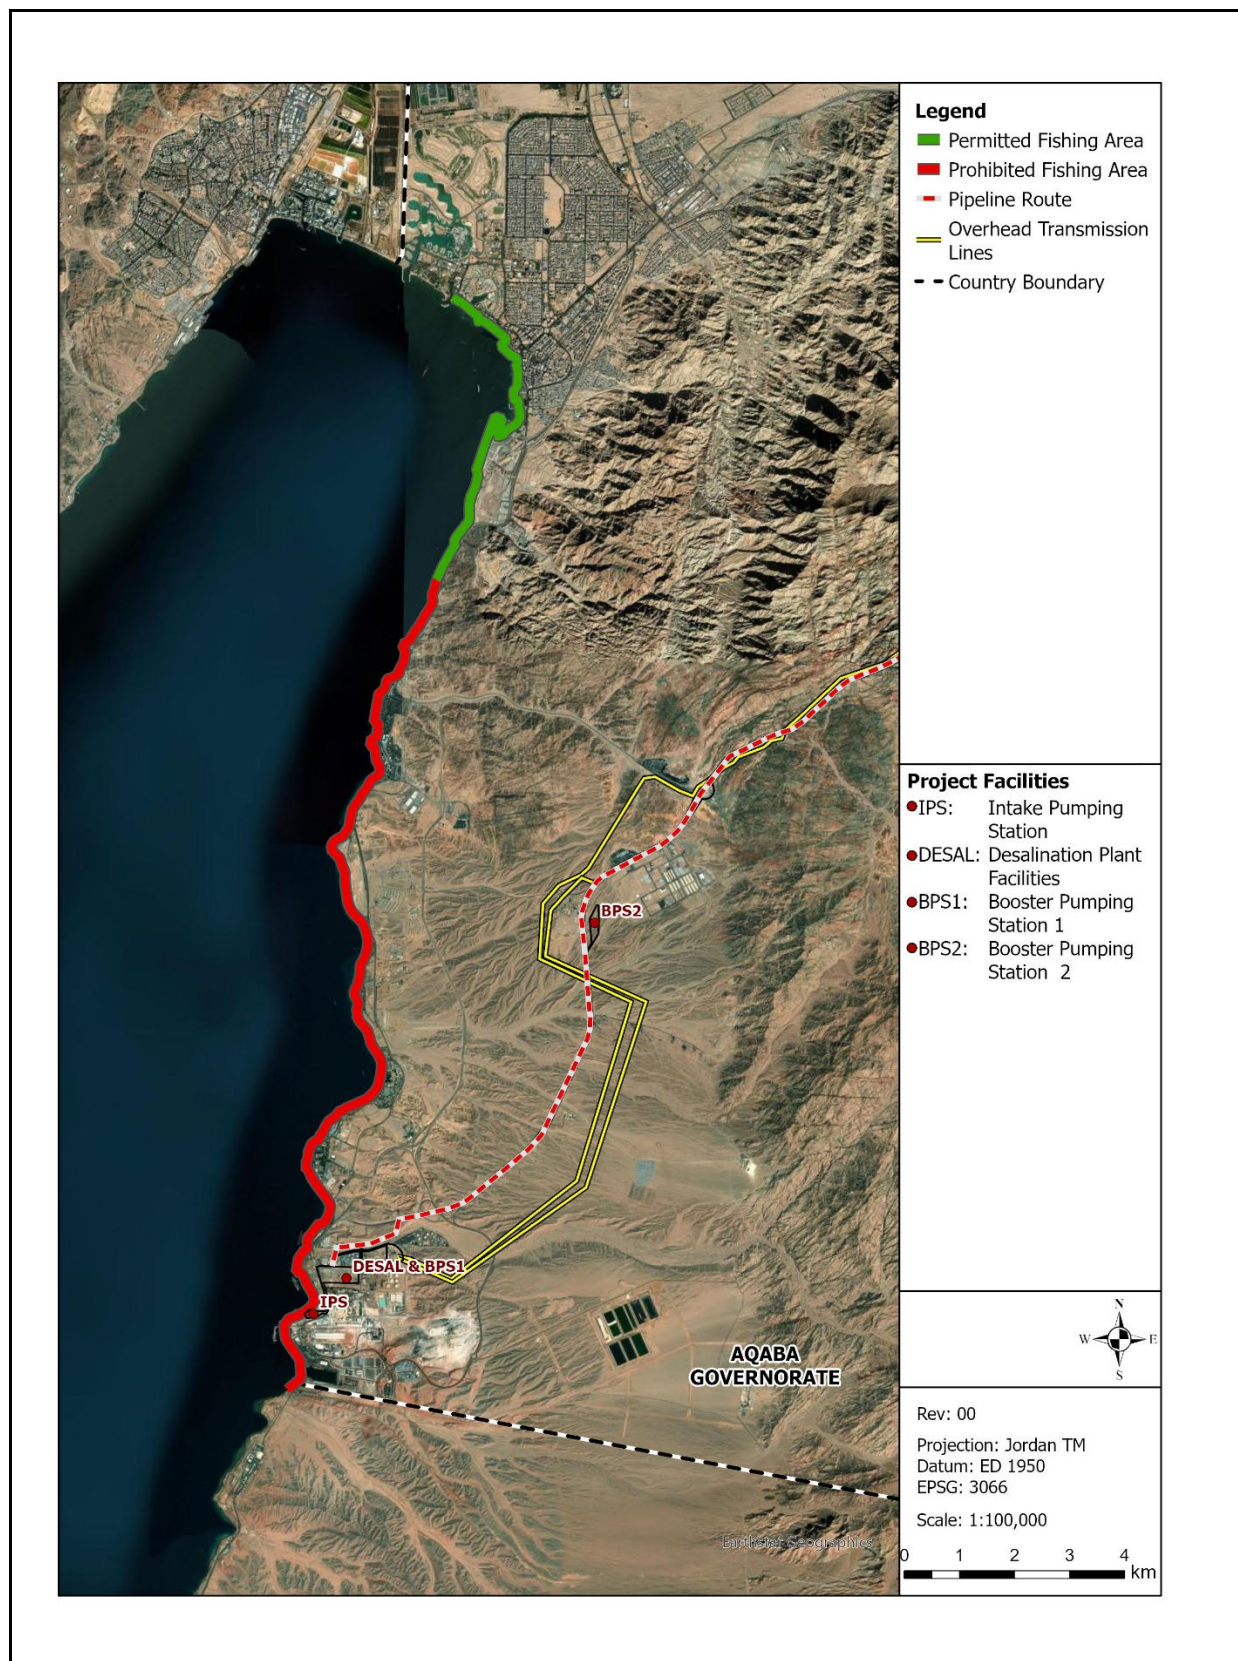 Legend
Permitted Fishing Area
Prohibited Fishing Area
Pipeline Route
Overhead Transmission
Lines
Country Boundary
BPS2
DESAL & BPS1
IPS
AQABA
GOVERNORATE
Earthstar Geographics
Project Facilities
IPS: Intake Pumping
Station
DESAL: Desalination Plant
Facilities
BPS1: Booster Pumping
Station 1
BPS2: Booster Pumping
Station 2
N
W E
S
Rev: 00
Projection: Jordan TM
Datum: ED 1950
EPSG: 3066
Scale: 1:100,000
0 1 2 3 4
km